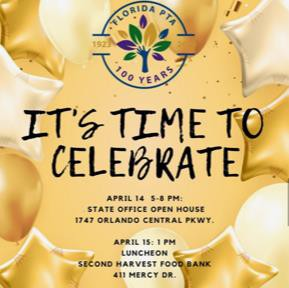 FLORIDA PTA
1923
100 YEARS
IT'S TIME TO
CELEBRATE
APRIL 14 5-8 PM:
STATE OFFICE OPEN HOUSE
1747 ORLANDO CENTRAL PKWY.
APRIL 15: 1 PM
LUNCHEON
SECOND HARVEST FOOD BANK
411 MERCY DR.